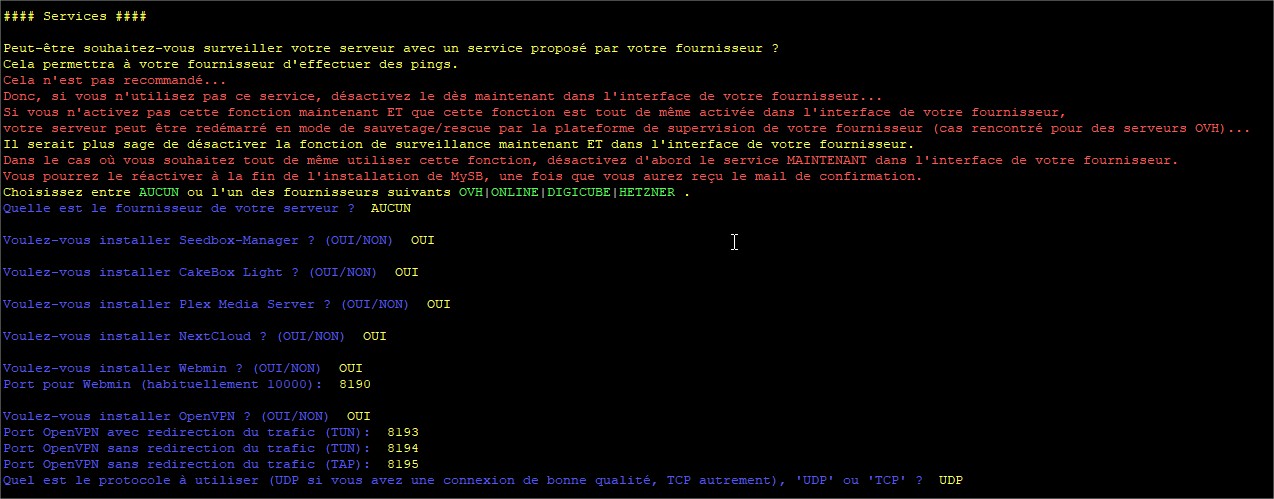 #### Services ####
Peut-être souhaitez-vous surveiller votre serveur avec un service proposé par votre fournisseur ?
Cela permettra à votre fournisseur d'effectuer des pings.
Cela n'est pas recommandé...
Donc, si vous n'utilisez pas ce service, désactivez le dès maintenant dans l'interface de votre fournisseur...
Si vous n'activez pas cette fonction maintenant ET que cette fonction est tout de même activée dans l'interface de votre fournisseur,
votre serveur peut être redémarré en mode de sauvetage/rescue par la plateforme de supervision de votre fournisseur (cas rencontré pour des serveurs OVH)...
Il serait plus sage de désactiver la fonction de surveillance maintenant ET dans l'interface de votre fournisseur.
Dans le cas où vous souhaitez tout de même utiliser cette fonction, désactivez d'abord le service MAINTENANT dans l'interface de votre fournisseur.
Vous pourrez le réactiver à la fin de l'installation de MySB, une fois que vous aurez reçu le mail de confirmation.
Choisissez entre AUCUN ou l'un des fournisseurs suivants OVH|ONLINE|DIGICUBE|HETZNER .
Quelle est le fournisseur de votre serveur ?  AUCUN
Voulez-vous installer Seedbox-Manager ? (OUI/NON)  OUI
Voulez-vous installer CakeBox Light ? (OUI/NON)  OUI
Voulez-vous installer Plex Media Server ? (OUI/NON)  OUI
Voulez-vous installer NextCloud ? (OUI/NON)  OUI
Voulez-vous installer Webmin ? (OUI/NON)  OUI
Port pour Webmin (habituellement 10000):  8190
Voulez-vous installer OpenVPN ? (OUI/NON)  OUI
Port OpenVPN avec redirection du trafic (TUN):  8193
Port OpenVPN sans redirection du trafic (TUN):  8194
Port OpenVPN sans redirection du trafic (TAP):  8195
Quel est le protocole à utiliser (UDP si vous avez une connexion de bonne qualité, TCP autrement), 'UDP' ou 'TCP' ?  UDP